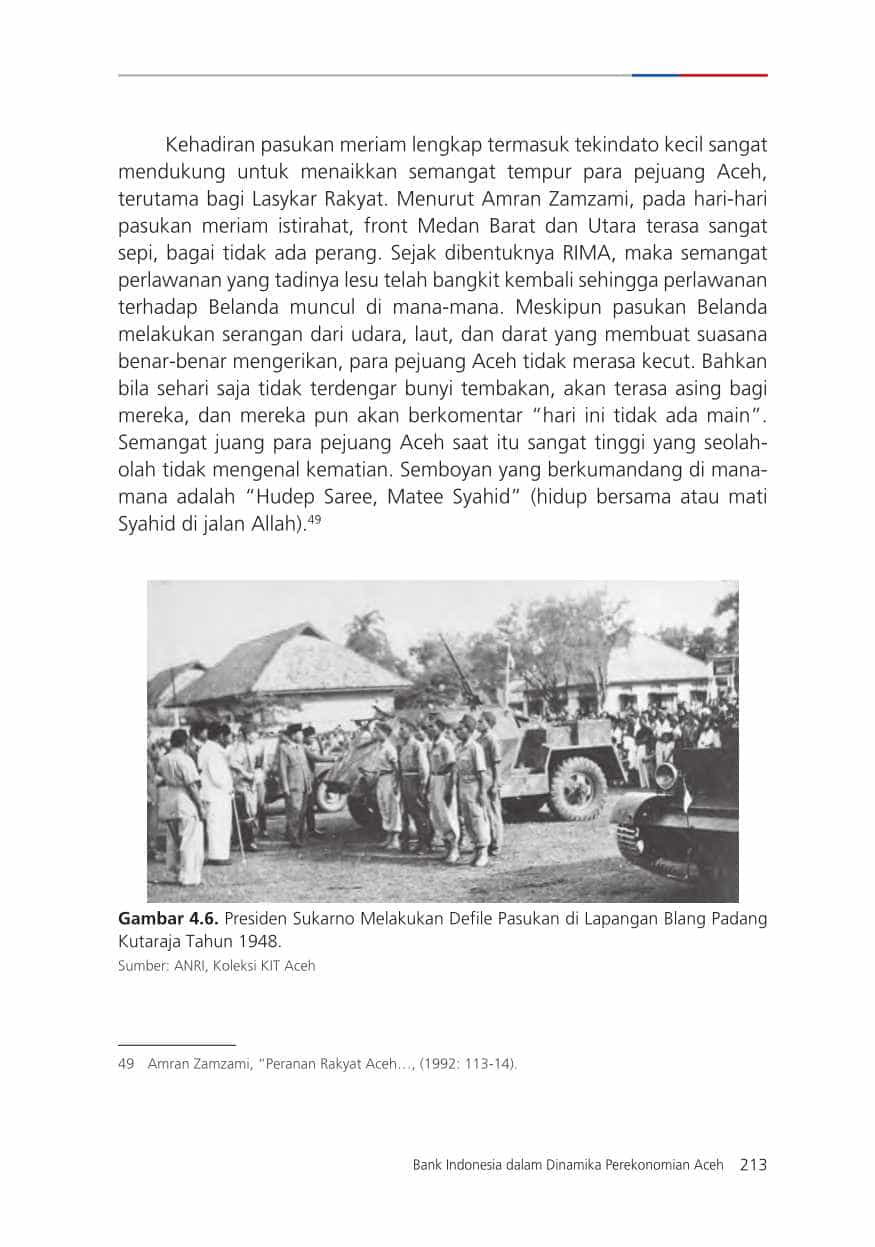 Kehadiran pasukan meriam lengkap termasuk tekindato kecil sangat
mendukung untuk menaikkan semangat tempur para pejuang Aceh,
terutama bagi Lasykar Rakyat. Menurut Amran Zamzami, pada hari-hari
pasukan meriam istirahat, front Medan Barat dan Utara terasa sangat
sepi, bagai tidak ada perang. Sejak dibentuknya RIMA, maka semangat
perlawanan yang tadinya lesu telah bangkit kembali sehingga perlawanan
terhadap Belanda muncul di mana-mana. Meskipun pasukan Belanda
melakukan serangan dari udara, laut, dan darat yang membuat suasana
benar-benar mengerikan, para pejuang Aceh tidak merasa kecut. Bahkan
bila sehari saja tidak terdengar bunyi tembakan, akan terasa asing bagi
mereka, dan mereka pun akan berkomentar “hari ini tidak ada main”.
Semangat juang para pejuang Aceh saat itu sangat tinggi yang seolah-
olah tidak mengenal kematian. Semboyan yang berkumandang di mana-
mana adalah “Hudep Saree, Matee Syahid” (hidup bersama atau mati
Syahid di jalan Allah).⁴⁹
Gambar 4.6. Presiden Sukarno Melakukan Defile Pasukan di Lapangan Blang Padang
Kutaraja Tahun 1948.
Sumber: ANRI, Koleksi KIT Aceh
49 Amran Zamzami, “Peranan Rakyat Aceh…, (1992: 113-14).
Bank Indonesia dalam Dinamika Perekonomian Aceh 213